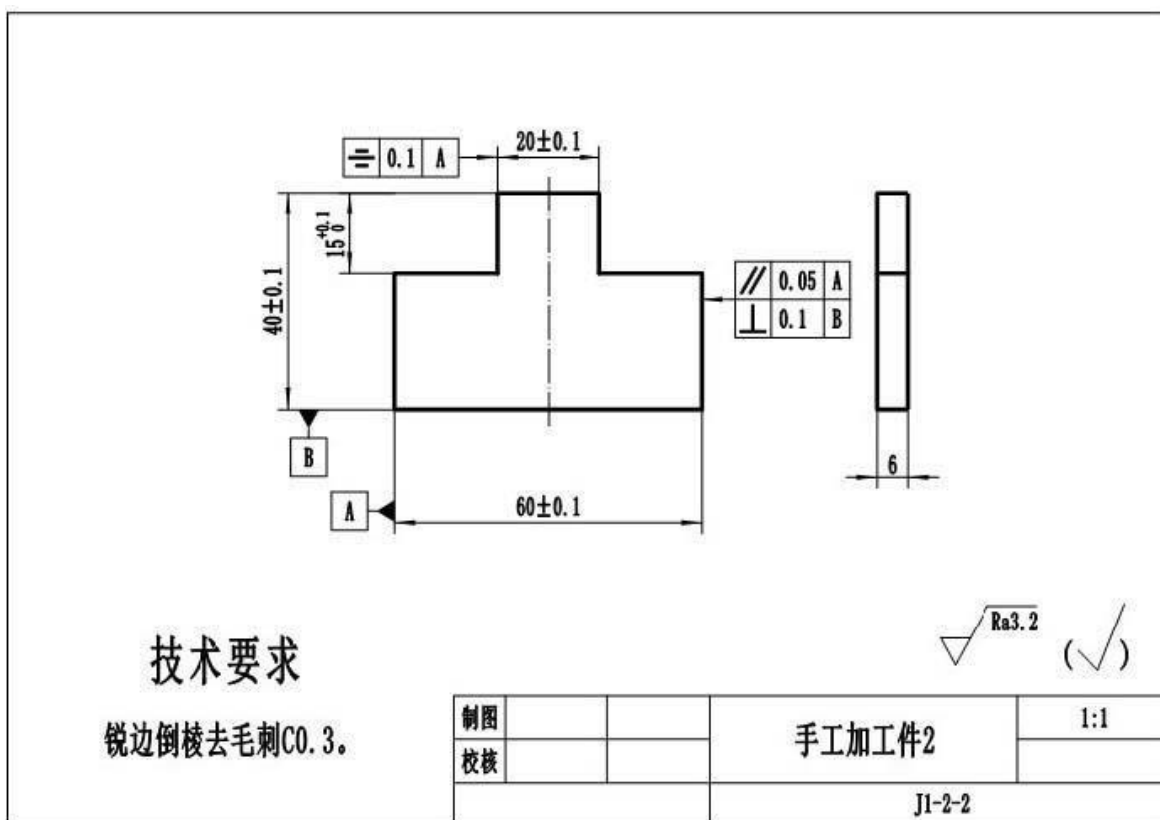 20±0.1
⌯ 0.1 A
15 +0.1 0
40±0.1
// 0.05 A
⊥ 0.1 B
B
A
60±0.1
6
Ra3.2
(√)
技术要求
锐边倒棱去毛刺C0.3。
制图
校核
手工加工件2
1:1
J1-2-2